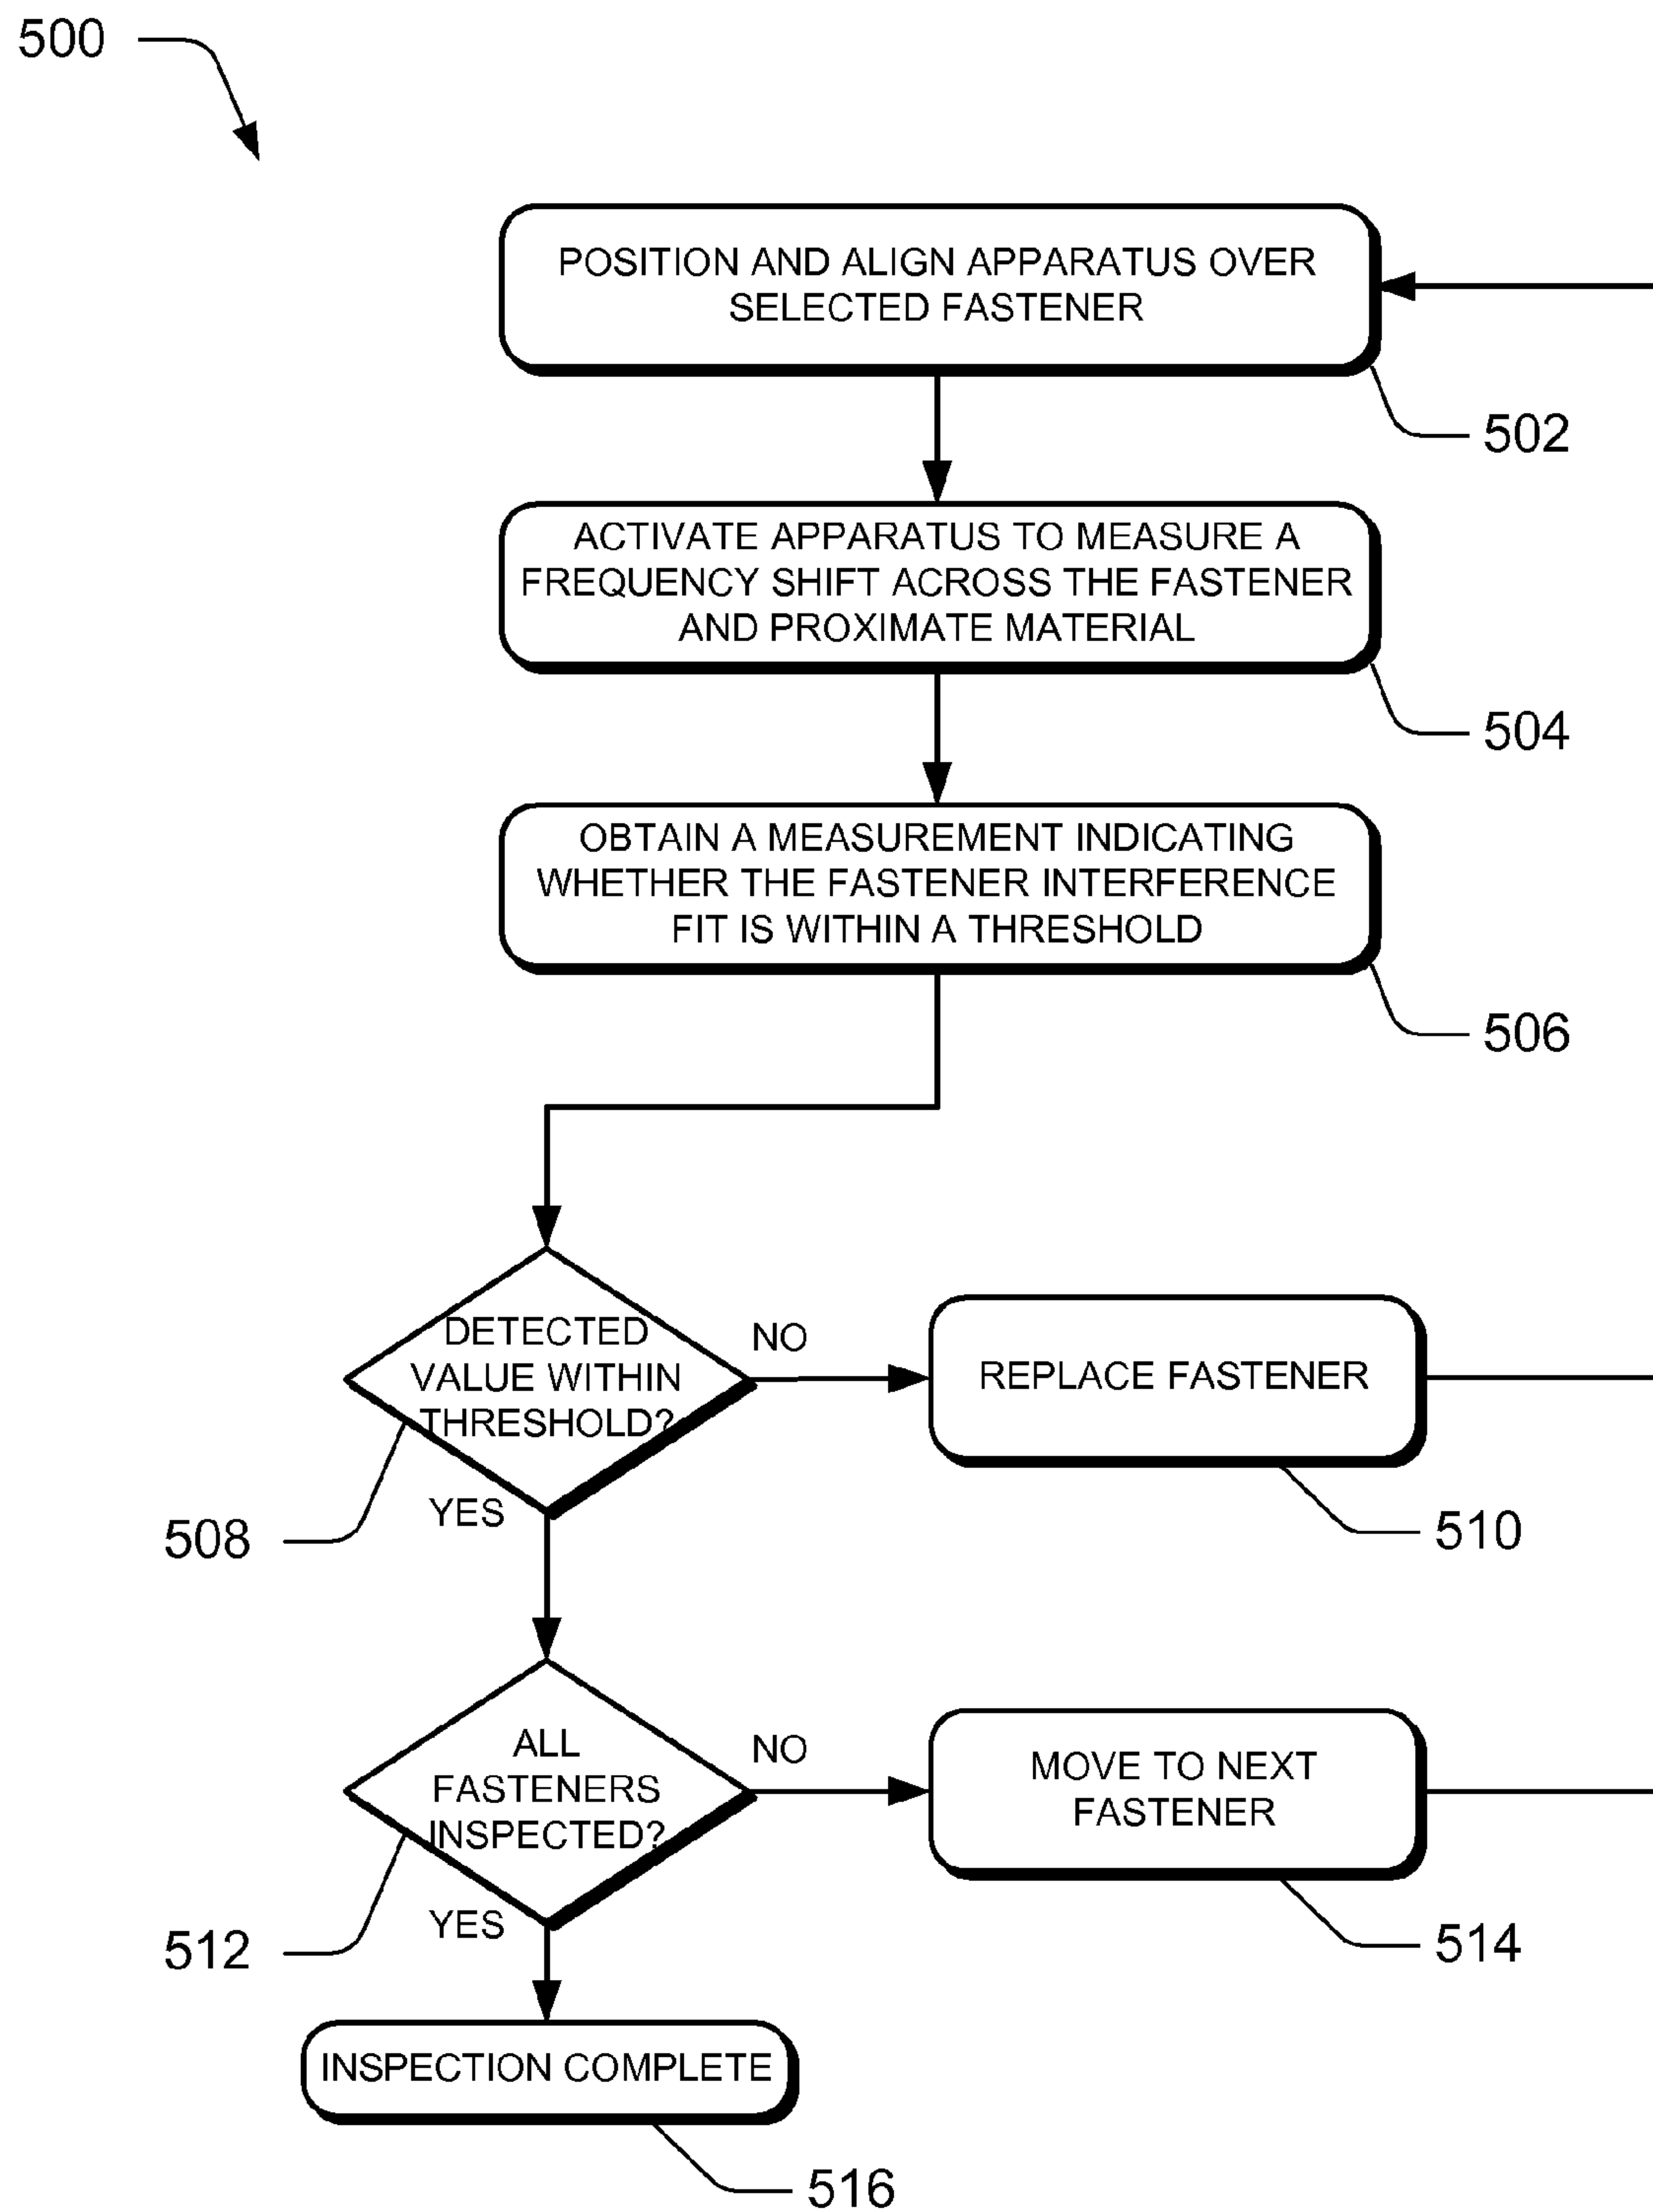 500
POSITION AND ALIGN APPARATUS OVER
SELECTED FASTENER
502
ACTIVATE APPARATUS TO MEASURE A
FREQUENCY SHIFT ACROSS THE FASTENER
AND PROXIMATE MATERIAL
504
OBTAIN A MEASUREMENT INDICATING
WHETHER THE FASTENER INTERFERENCE
FIT IS WITHIN A THRESHOLD
506
DETECTED
VALUE WITHIN
THRESHOLD?
NO
REPLACE FASTENER
YES
508
510
ALL
FASTENERS
INSPECTED?
NO
MOVE TO NEXT
FASTENER
YES
512
514
INSPECTION COMPLETE
516